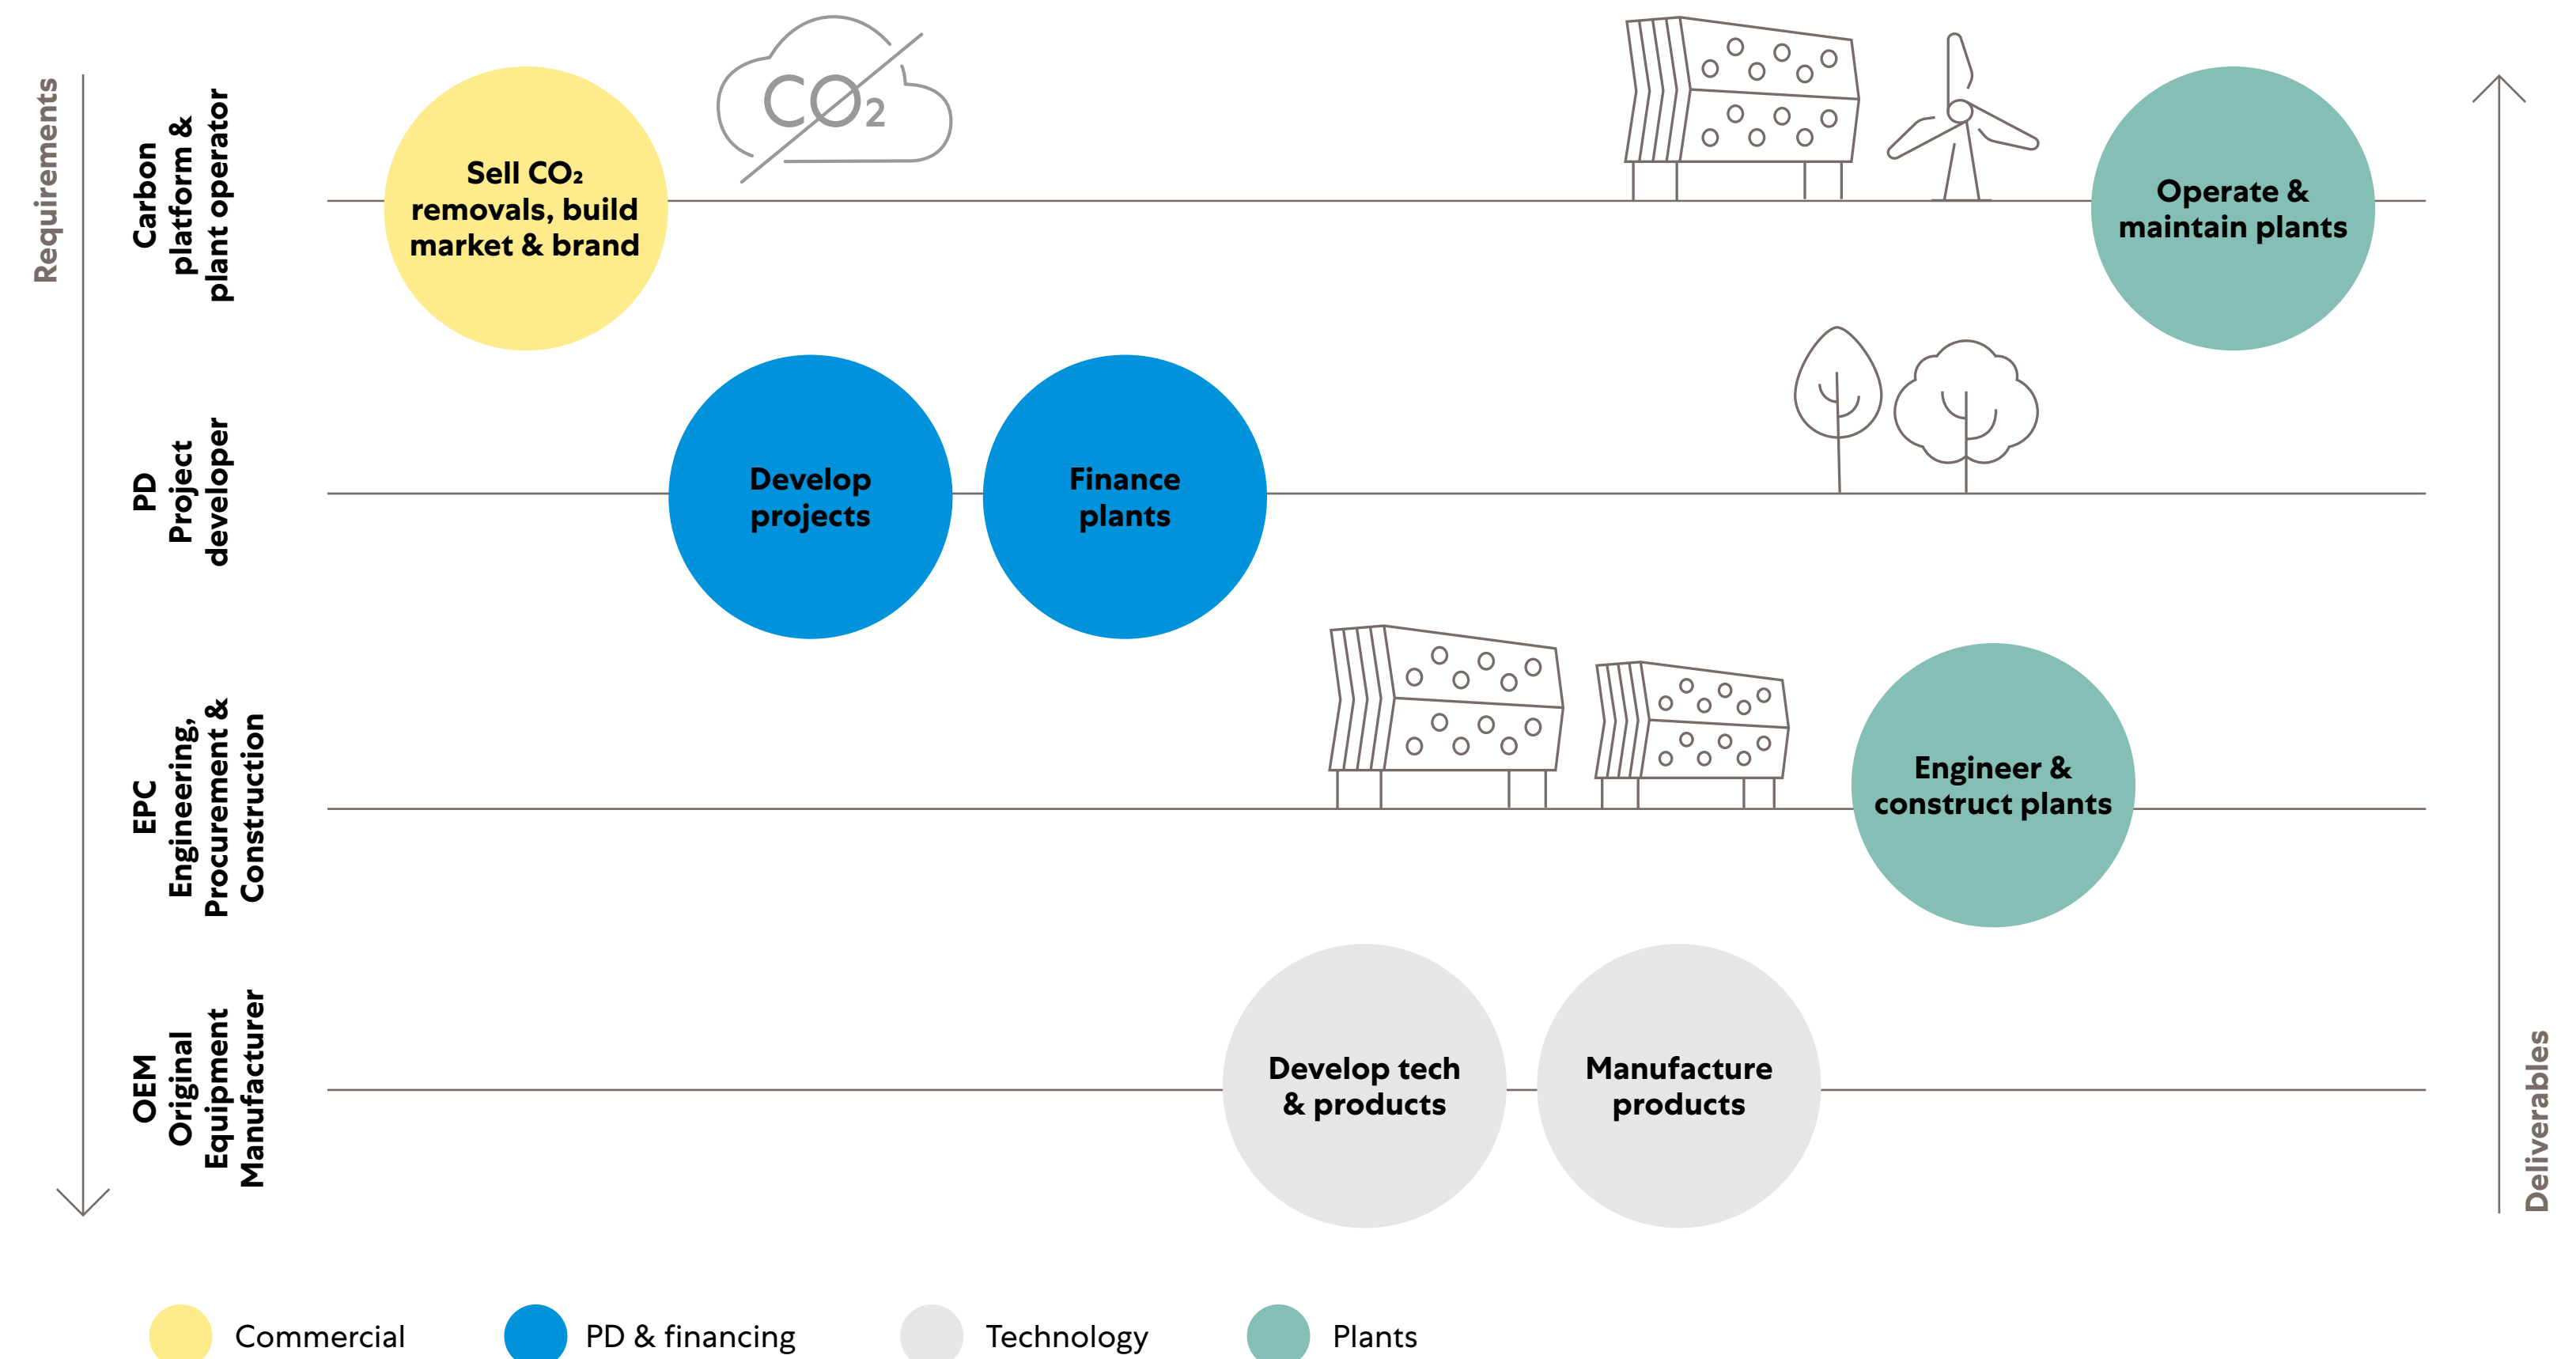 Requirements
Carbon
platform &
plant operator
CO₂
Sell CO₂
removals, build
market & brand
Operate &
maintain plants
PD
Project
developer
Develop
projects
Finance
plants
EPC
Engineering,
Procurement &
Construction
Engineer &
construct plants
OEM
Original
Equipment
Manufacturer
Develop tech
& products
Manufacture
products
Deliverables
Commercial
PD & financing
Technology
Plants